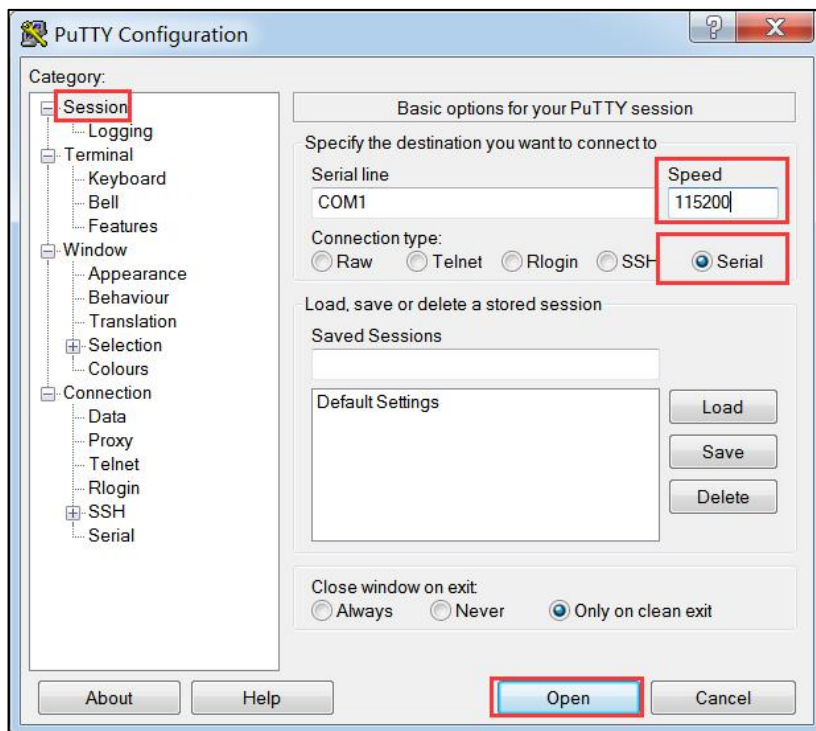 PuTTY Configuration
Category:
Session
Logging
Terminal
Keyboard
Bell
Features
Window
Appearance
Behaviour
Translation
Selection
Colours
Connection
Data
Proxy
Telnet
Rlogin
SSH
Serial
Basic options for your PuTTY session
Specify the destination you want to connect to
Serial line Speed
COM1 115200
Connection type:
Raw Telnet Rlogin SSH Serial
Load, save or delete a stored session
Saved Sessions
Default Settings
Load
Save
Delete
Close window on exit:
Always Never Only on clean exit
About Help Open Cancel